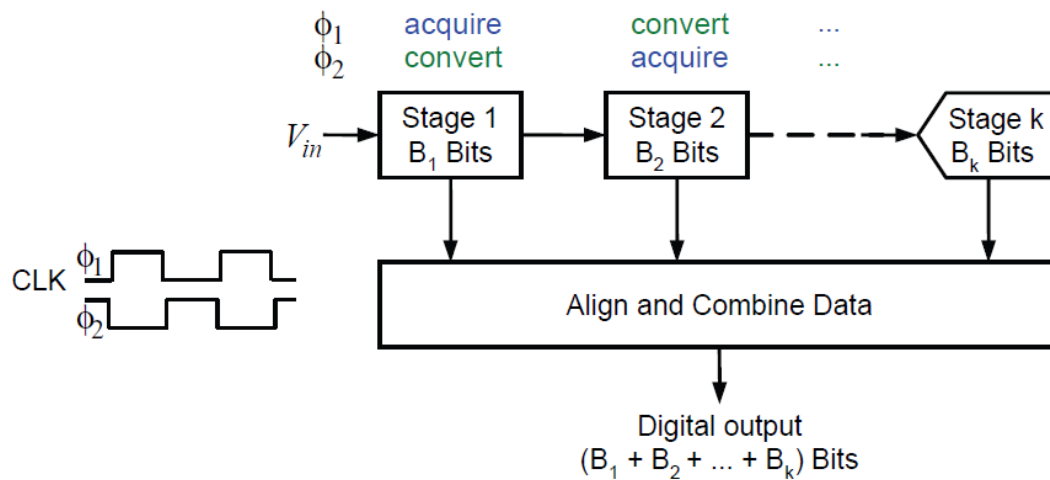 ϕ1 acquire convert ...
ϕ2 convert acquire ...
Vin
Stage 1
B1 Bits
Stage 2
B2 Bits
Stage k
Bk Bits
CLK
ϕ1
ϕ2
Align and Combine Data
Digital output
(B1 + B2 + ... + Bk) Bits